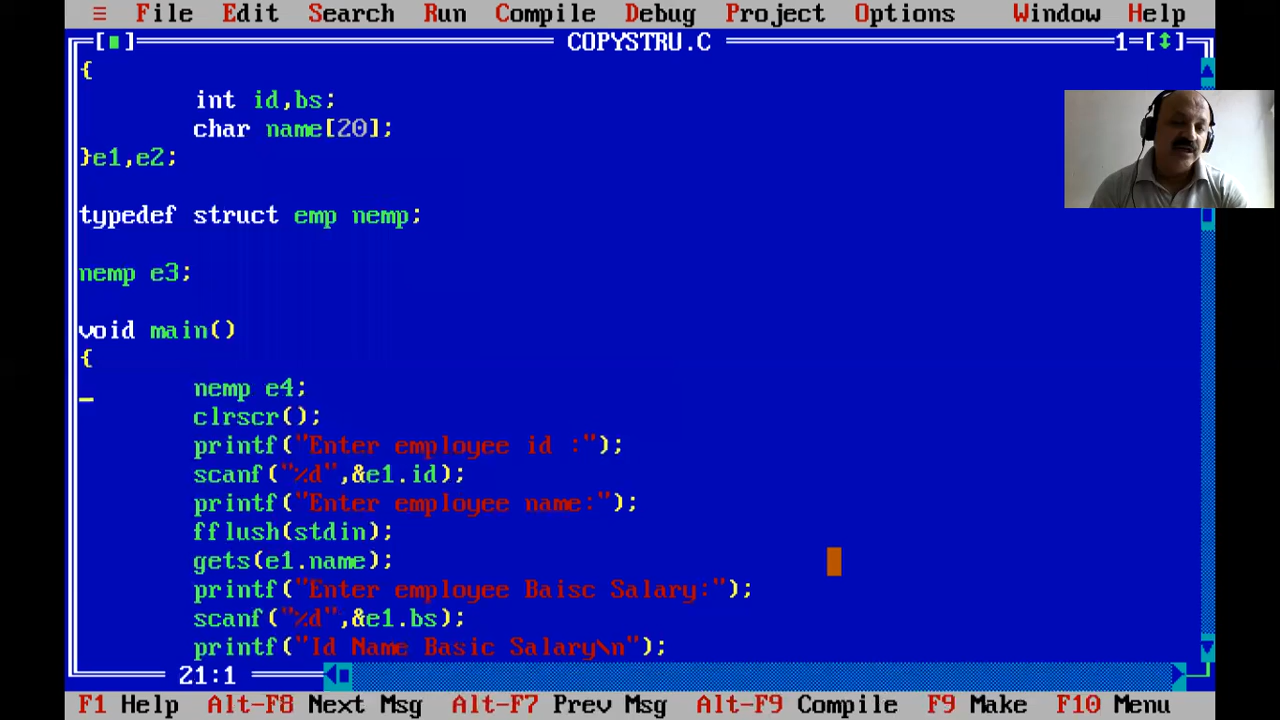 ≡ File Edit Search Run Compile Debug Project Options Window Help
[■] COPYSTRU.C 1=[↕]
{
int id,bs;
char name[20];
}e1,e2;
typedef struct emp nemp;
nemp e3;
void main()
{
nemp e4;
clrscr();
printf("Enter employee id :");
scanf("%d",&e1.id);
printf("Enter employee name:");
fflush(stdin);
gets(e1.name);
printf("Enter employee Baisc Salary:");
scanf("%d",&e1.bs);
printf("Id Name Basic Salary\n");
21:1
F1 Help Alt-F8 Next Msg Alt-F7 Prev Msg Alt-F9 Compile F9 Make F10 Menu